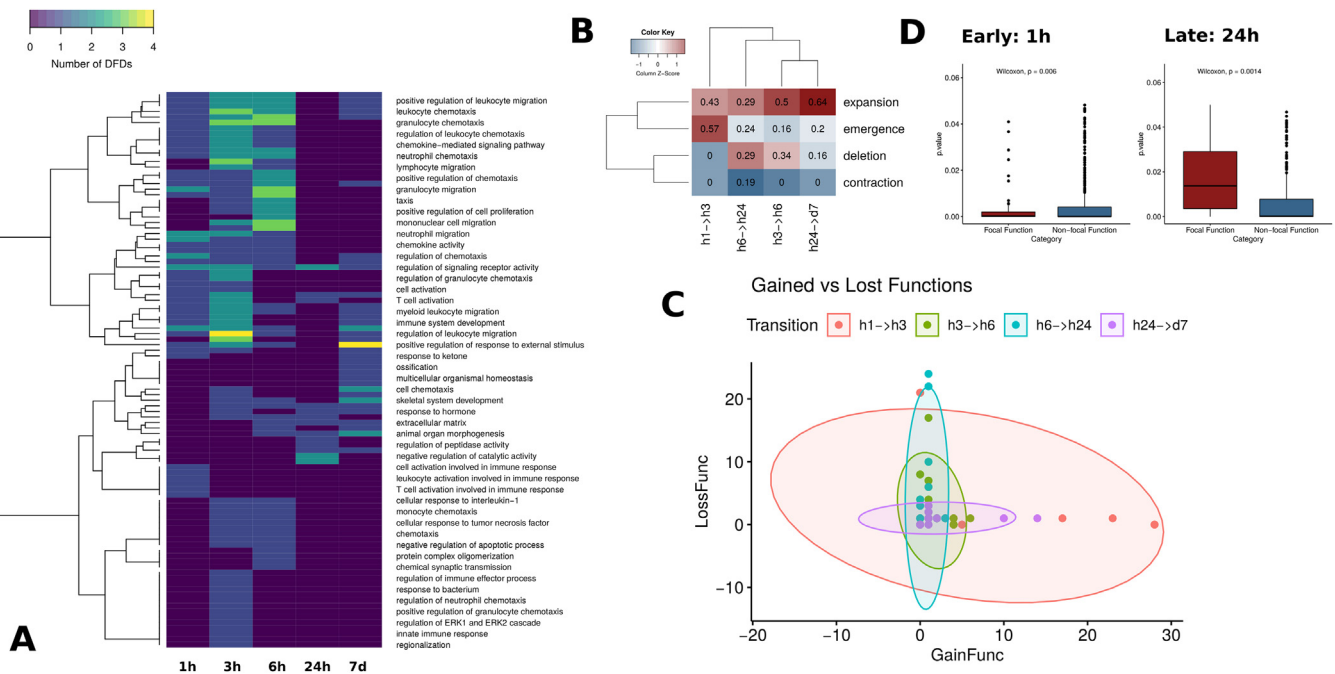 0 1 2 3 4
Number of DFDs
positive regulation of leukocyte migration
leukocyte chemotaxis
granulocyte chemotaxis
regulation of leukocyte chemotaxis
chemokine-mediated signaling pathway
neutrophil chemotaxis
lymphocyte migration
positive regulation of chemotaxis
granulocyte migration
taxis
positive regulation of cell proliferation
mononuclear cell migration
neutrophil migration
chemokine activity
regulation of chemotaxis
regulation of signaling receptor activity
regulation of granulocyte chemotaxis
cell activation
T cell activation
myeloid leukocyte migration
immune system development
regulation of leukocyte migration
positive regulation of response to external stimulus
response to ketone
ossification
multicellular organismal homeostasis
cell chemotaxis
skeletal system development
response to hormone
extracellular matrix
animal organ morphogenesis
regulation of peptidase activity
negative regulation of catalytic activity
cell activation involved in immune response
leukocyte activation involved in immune response
T cell activation involved in immune response
cellular response to interleukin-1
monocyte chemotaxis
cellular response to tumor necrosis factor
chemotaxis
negative regulation of apoptotic process
protein complex oligomerization
chemical synaptic transmission
regulation of immune effector process
response to bacterium
regulation of neutrophil chemotaxis
positive regulation of granulocyte chemotaxis
regulation of ERK1 and ERK2 cascade
innate immune response
regionalization
A
1h 3h 6h 24h 7d
B
Color Key
-1 0 1
Column Z-Score
0.43 0.29 0.5 0.64 expansion
0.57 0.24 0.16 0.2 emergence
0 0.29 0.34 0.16 deletion
0 0.19 0 0 contraction
h1->h3
h6->h24
h3->h6
h24->d7
D
Early: 1h
Wilcoxon, p = 0.006
p.value
0.06
0.04
0.02
0.00
Focal Function Non-focal Function
Category
Late: 24h
Wilcoxon, p = 0.0014
p.value
0.06
0.04
0.02
0.00
Focal Function Non-focal Function
Category
C
Gained vs Lost Functions
Transition h1->h3 h3->h6 h6->h24 h24->d7
LossFunc
20
10
0
-10
-20 -10 0 10 20 30
GainFunc